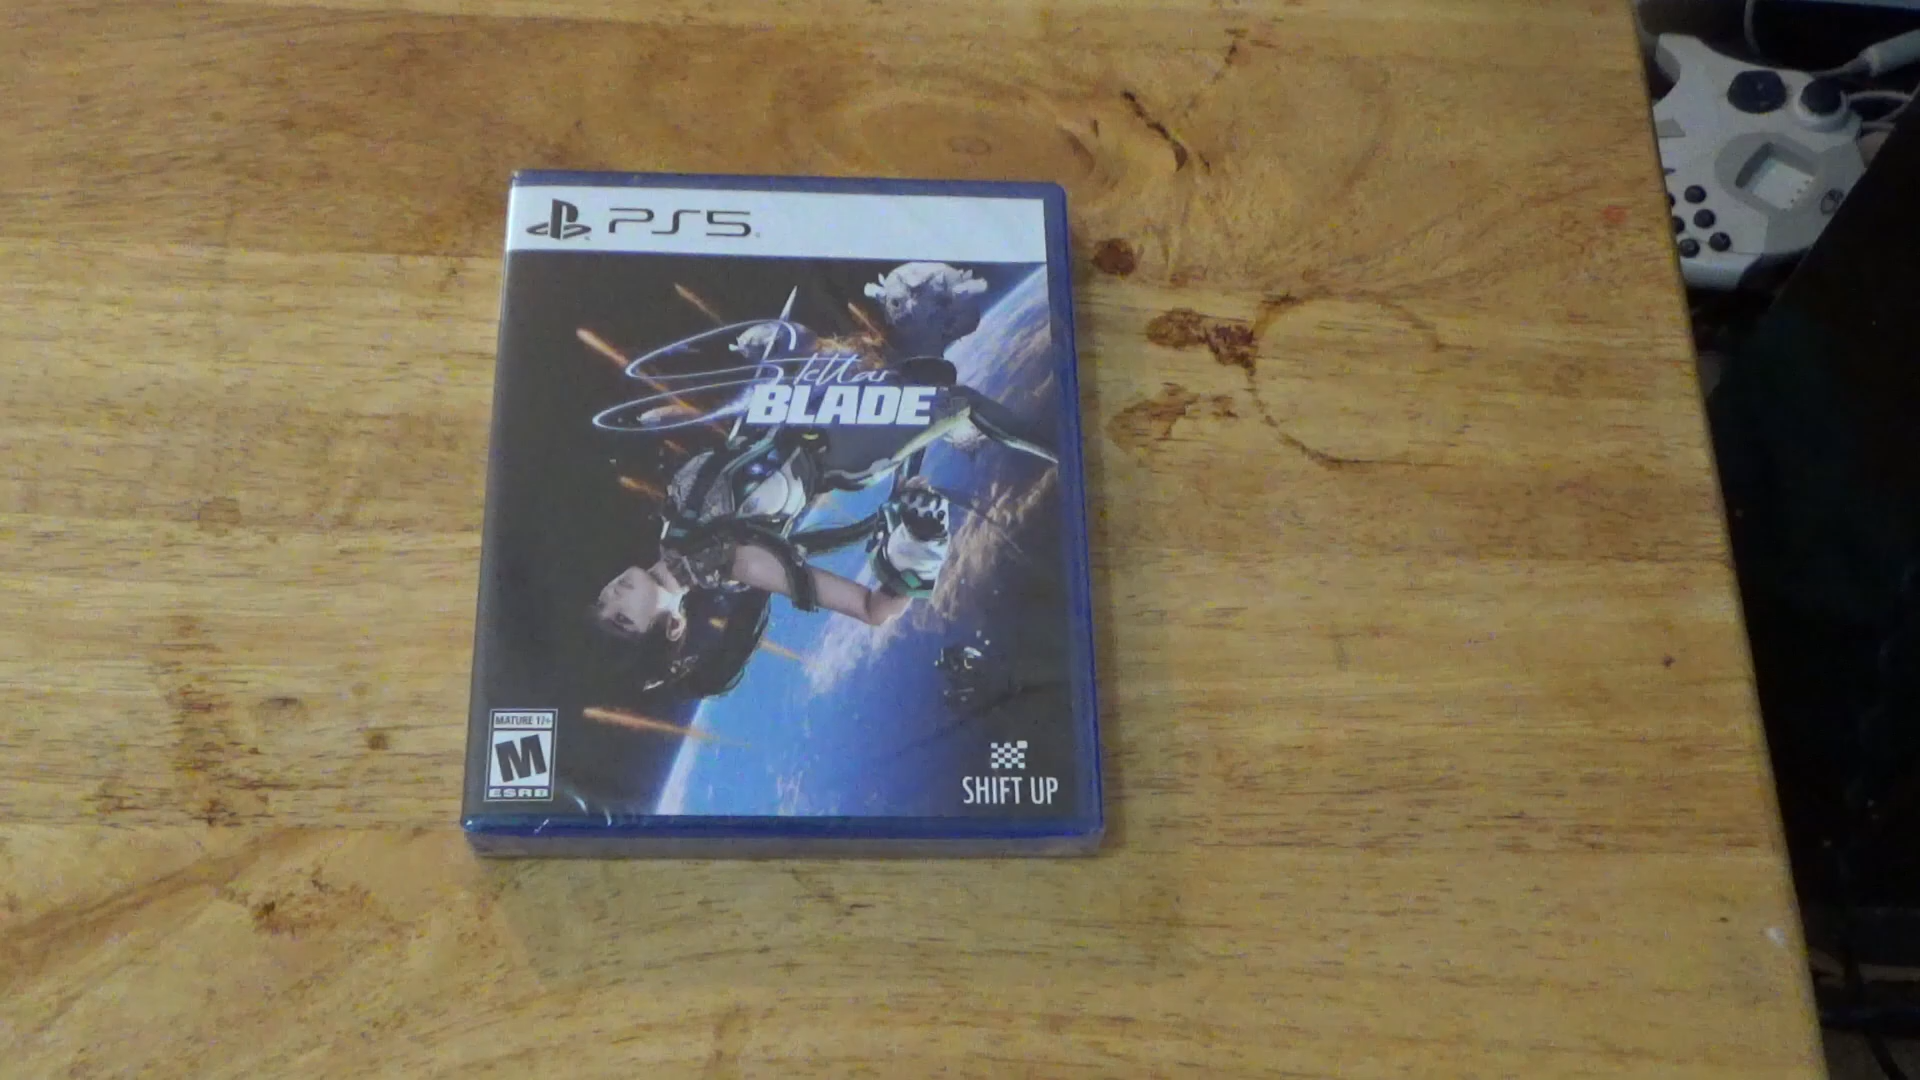 PS5
Stellar
BLADE
MATURE 17+
M
ESRB
SHIFT UP